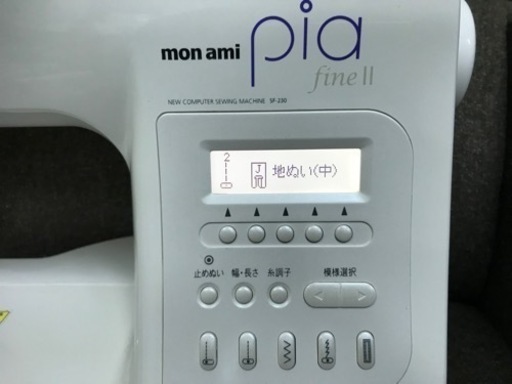 mon ami pia
fine II
NEW COMPUTER SEWING MACHINE SP-230
2
J 地ぬい(中)
止めぬい 幅・長さ 糸調子 模様選択